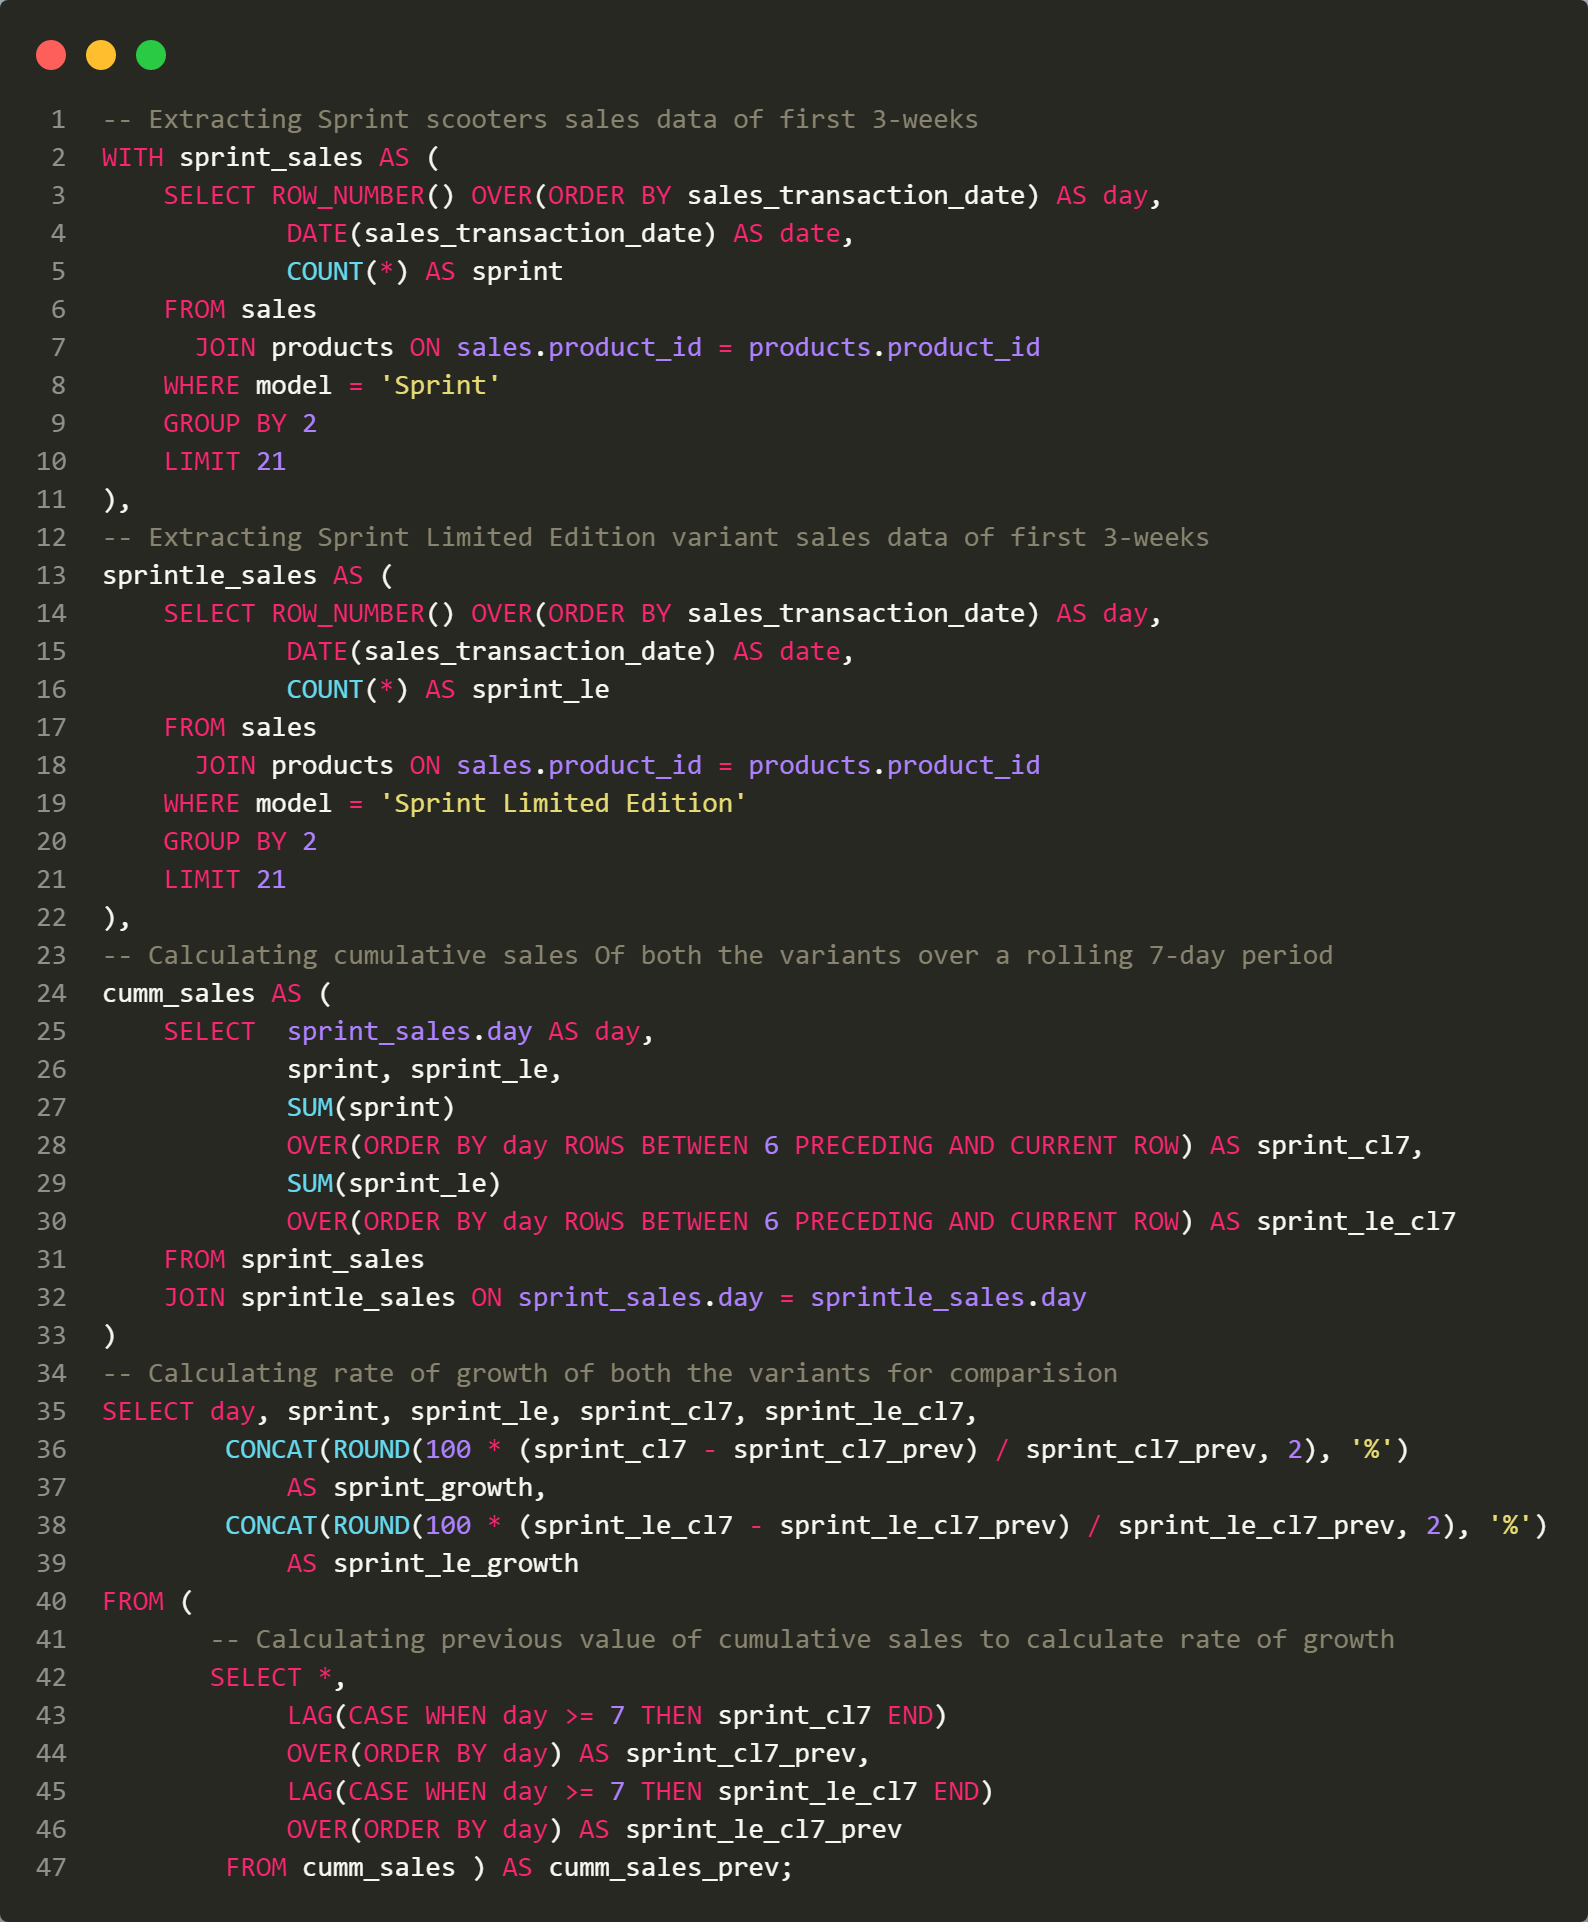 1 -- Extracting Sprint scooters sales data of first 3-weeks
2 WITH sprint_sales AS (
3     SELECT ROW_NUMBER() OVER(ORDER BY sales_transaction_date) AS day,
4             DATE(sales_transaction_date) AS date,
5             COUNT(*) AS sprint
6     FROM sales
7       JOIN products ON sales.product_id = products.product_id
8     WHERE model = 'Sprint'
9     GROUP BY 2
10     LIMIT 21
11 ),
12 -- Extracting Sprint Limited Edition variant sales data of first 3-weeks
13 sprintle_sales AS (
14     SELECT ROW_NUMBER() OVER(ORDER BY sales_transaction_date) AS day,
15             DATE(sales_transaction_date) AS date,
16             COUNT(*) AS sprint_le
17     FROM sales
18       JOIN products ON sales.product_id = products.product_id
19     WHERE model = 'Sprint Limited Edition'
20     GROUP BY 2
21     LIMIT 21
22 ),
23 -- Calculating cumulative sales Of both the variants over a rolling 7-day period
24 cumm_sales AS (
25     SELECT  sprint_sales.day AS day,
26             sprint, sprint_le,
27             SUM(sprint)
28             OVER(ORDER BY day ROWS BETWEEN 6 PRECEDING AND CURRENT ROW) AS sprint_cl7,
29             SUM(sprint_le)
30             OVER(ORDER BY day ROWS BETWEEN 6 PRECEDING AND CURRENT ROW) AS sprint_le_cl7
31     FROM sprint_sales
32     JOIN sprintle_sales ON sprint_sales.day = sprintle_sales.day
33 )
34 -- Calculating rate of growth of both the variants for comparision
35 SELECT day, sprint, sprint_le, sprint_cl7, sprint_le_cl7,
36         CONCAT(ROUND(100 * (sprint_cl7 - sprint_cl7_prev) / sprint_cl7_prev, 2), '%')
37             AS sprint_growth,
38         CONCAT(ROUND(100 * (sprint_le_cl7 - sprint_le_cl7_prev) / sprint_le_cl7_prev, 2), '%')
39             AS sprint_le_growth
40 FROM (
41        -- Calculating previous value of cumulative sales to calculate rate of growth
42        SELECT *,
43             LAG(CASE WHEN day >= 7 THEN sprint_cl7 END)
44             OVER(ORDER BY day) AS sprint_cl7_prev,
45             LAG(CASE WHEN day >= 7 THEN sprint_le_cl7 END)
46             OVER(ORDER BY day) AS sprint_le_cl7_prev
47         FROM cumm_sales ) AS cumm_sales_prev;